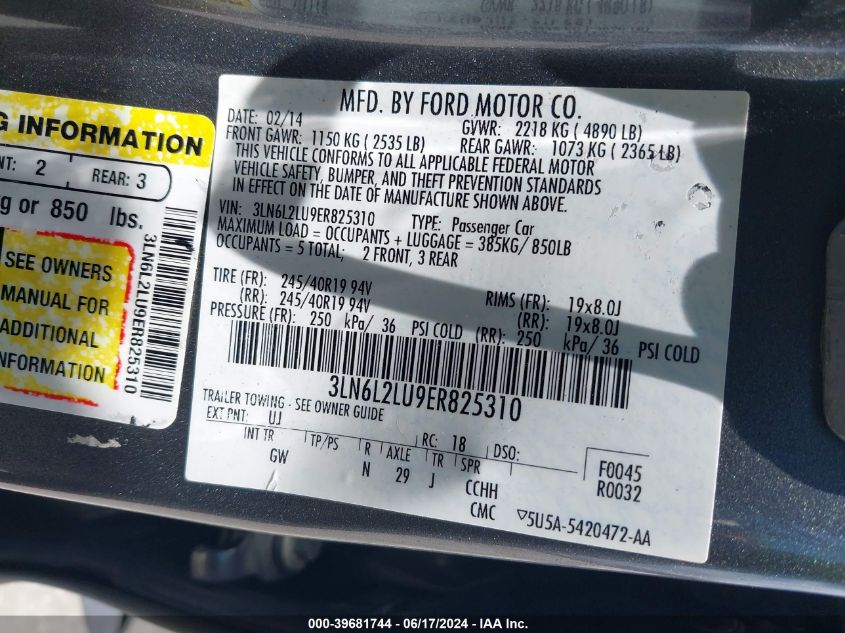 GVWR: 2218 KG (4890 LB)
G INFORMATION
NT: 2 REAR: 3
g or 850 lbs.
SEE OWNERS
MANUAL FOR
ADDITIONAL
INFORMATION
3LN6L2LU9ER825310
MFD. BY FORD MOTOR CO.
DATE: 02/14 GVWR: 2218 KG ( 4890 LB)
FRONT GAWR: 1150 KG ( 2535 LB) REAR GAWR: 1073 KG ( 2365 LB)
THIS VEHICLE CONFORMS TO ALL APPLICABLE FEDERAL MOTOR
VEHICLE SAFETY, BUMPER, AND THEFT PREVENTION STANDARDS
IN EFFECT ON THE DATE OF MANUFACTURE SHOWN ABOVE.
VIN: 3LN6L2LU9ER825310 TYPE: Passenger Car
MAXIMUM LOAD = OCCUPANTS + LUGGAGE = 385KG/ 850LB
OCCUPANTS = 5 TOTAL; 2 FRONT, 3 REAR
TIRE (FR): 245/40R19 94V RIMS (FR): 19x8.0J
(RR): 245/40R19 94V (RR): 19x8.0J
PRESSURE (FR): 250 kPa/ 36 PSI COLD (RR): 250 kPa/ 36 PSI COLD
3LN6L2LU9ER825310
TRAILER TOWING - SEE OWNER GUIDE
EXT PNT: UJ RC: 18 DSO:
INT TR TP/PS R AXLE TR SPR F0045
GW N 29 J CCHH R0032
CMC ▽5U5A-5420472-AA
000-39681744 / 06/17/2024 - IAA Inc.